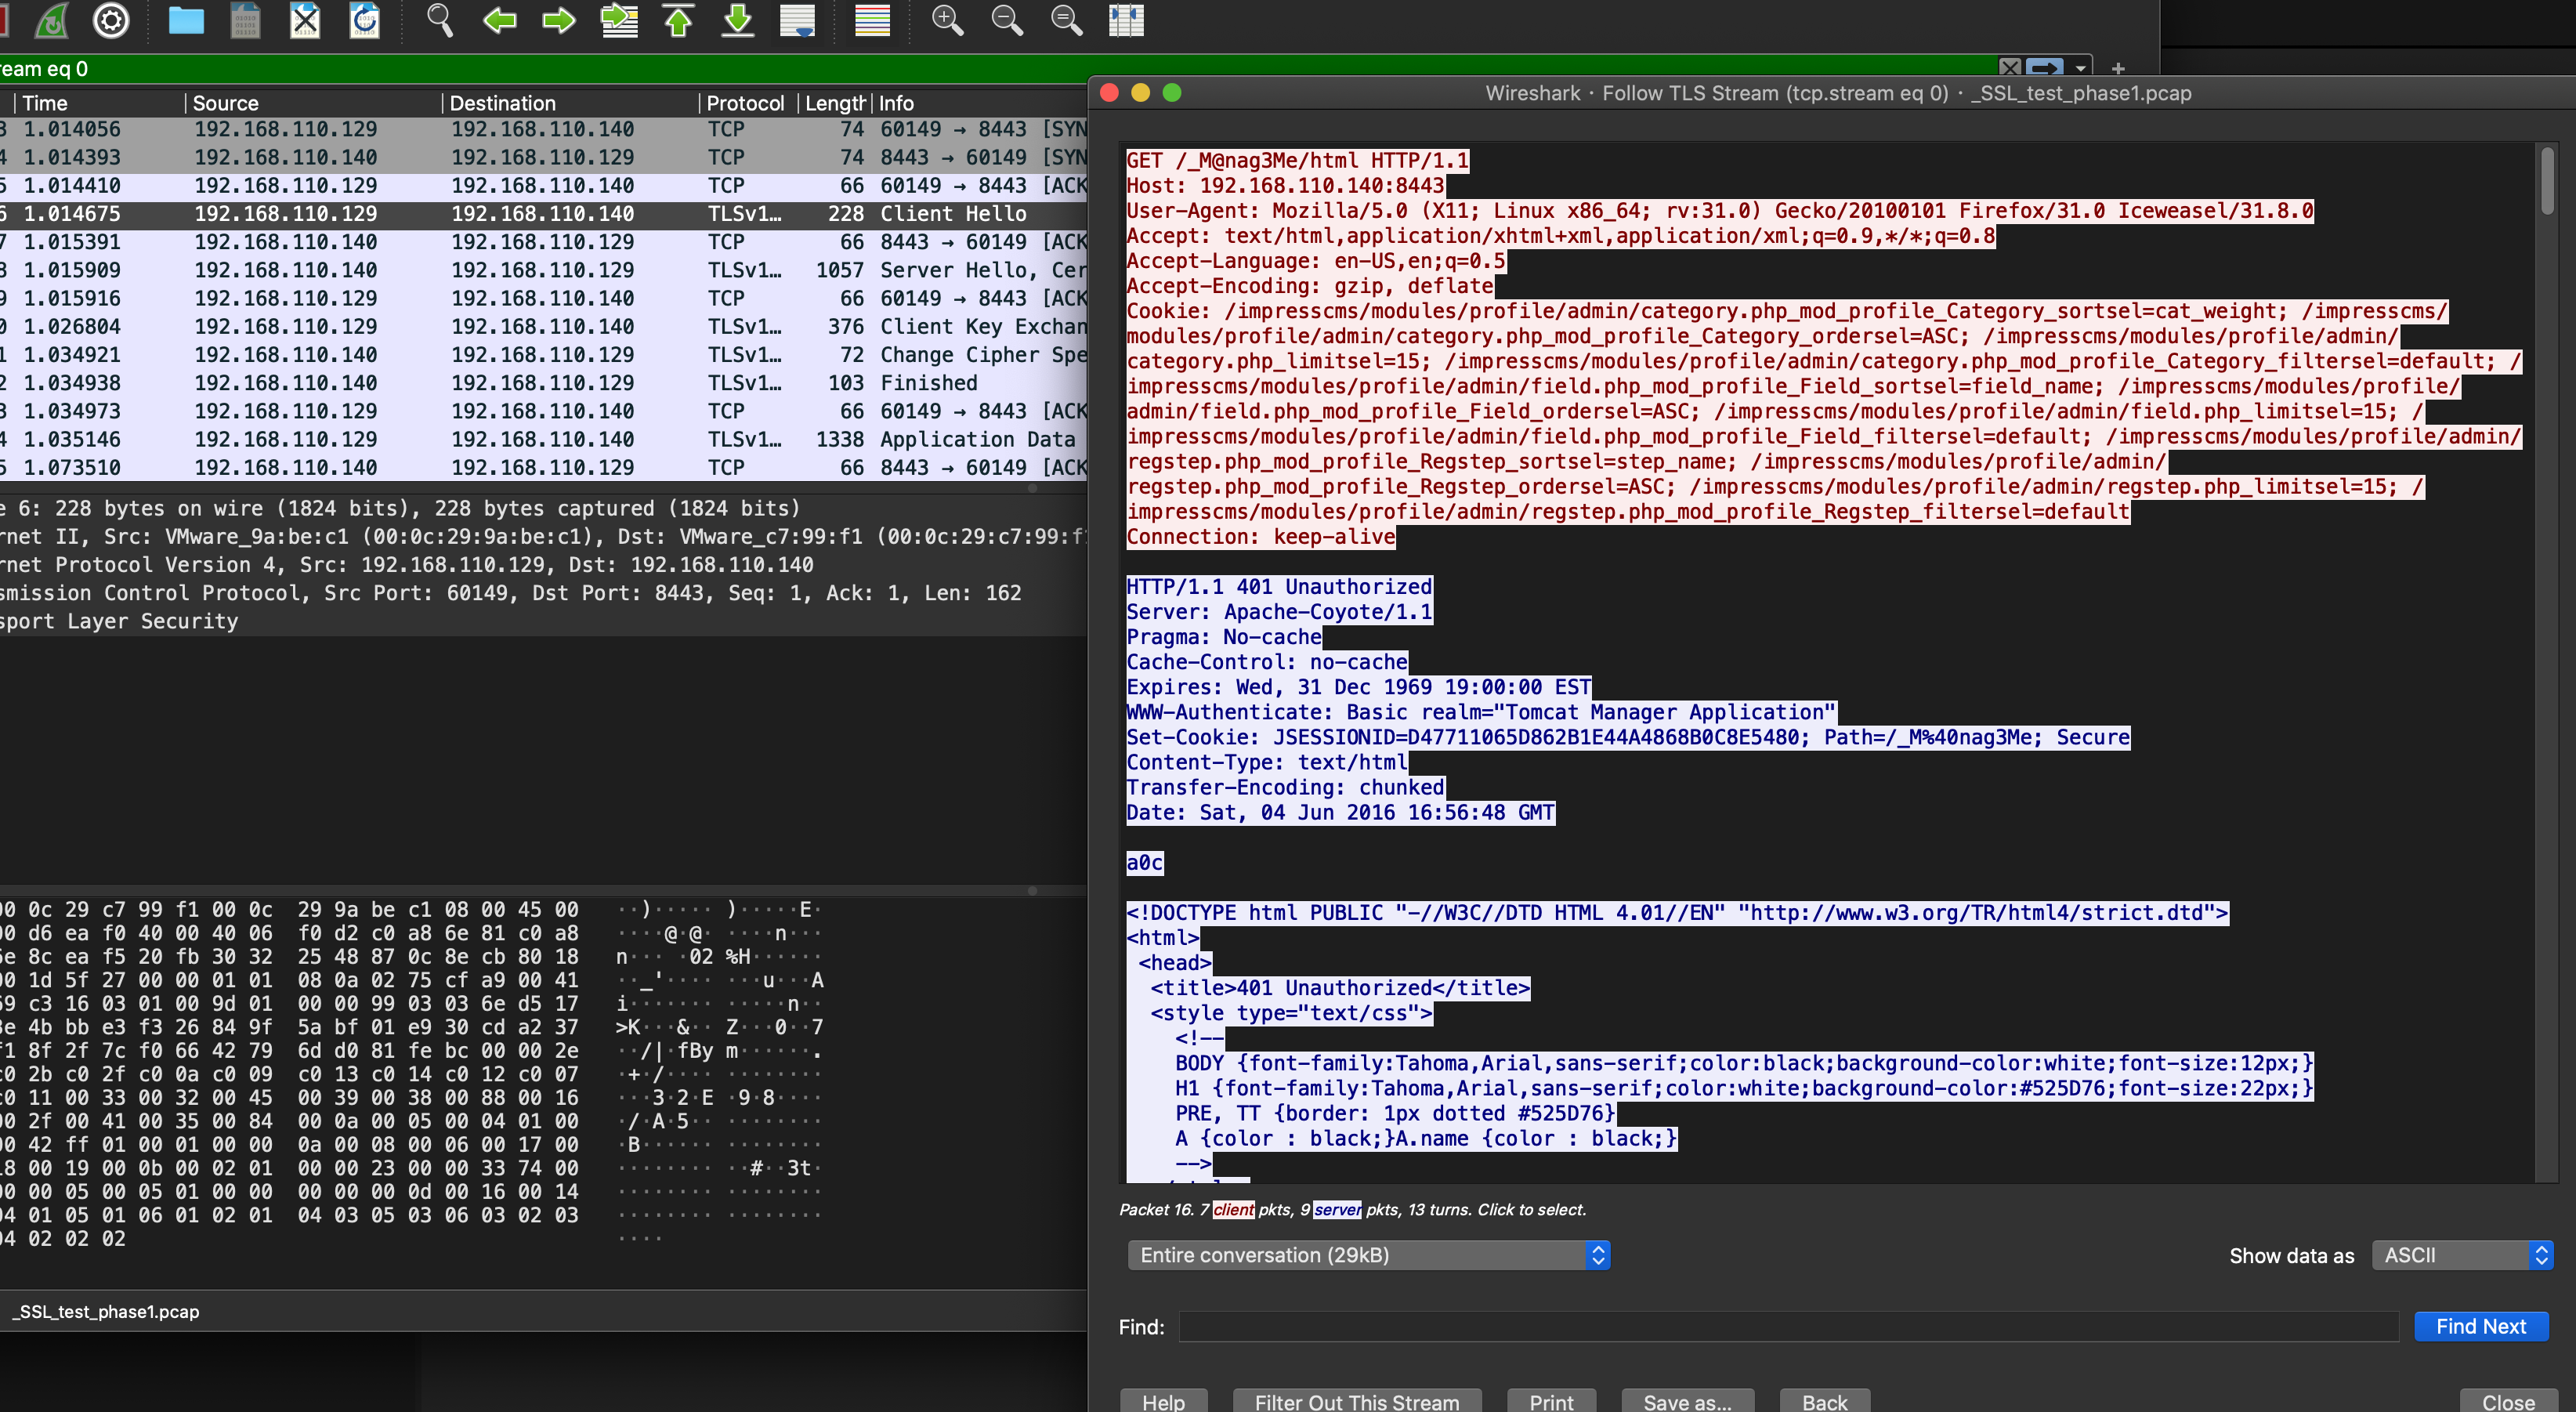 ream eq 0
Time Source Destination Protocol Length Info
3 1.014056 192.168.110.129 192.168.110.140 TCP 74 60149 → 8443 [SYN
4 1.014393 192.168.110.140 192.168.110.129 TCP 74 8443 → 60149 [SYN
5 1.014410 192.168.110.129 192.168.110.140 TCP 66 60149 → 8443 [ACK
6 1.014675 192.168.110.129 192.168.110.140 TLSv1… 228 Client Hello
7 1.015391 192.168.110.140 192.168.110.129 TCP 66 8443 → 60149 [ACK
8 1.015909 192.168.110.140 192.168.110.129 TLSv1… 1057 Server Hello, Cer
9 1.015916 192.168.110.129 192.168.110.140 TCP 66 60149 → 8443 [ACK
0 1.026804 192.168.110.129 192.168.110.140 TLSv1… 376 Client Key Exchan
1 1.034921 192.168.110.140 192.168.110.129 TLSv1… 72 Change Cipher Spe
2 1.034938 192.168.110.140 192.168.110.129 TLSv1… 103 Finished
3 1.034973 192.168.110.129 192.168.110.140 TCP 66 60149 → 8443 [ACK
4 1.035146 192.168.110.129 192.168.110.140 TLSv1… 1338 Application Data
5 1.073510 192.168.110.140 192.168.110.129 TCP 66 8443 → 60149 [ACK
e 6: 228 bytes on wire (1824 bits), 228 bytes captured (1824 bits)
rnet II, Src: VMware_9a:be:c1 (00:0c:29:9a:be:c1), Dst: VMware_c7:99:f1 (00:0c:29:c7:99:f1
rnet Protocol Version 4, Src: 192.168.110.129, Dst: 192.168.110.140
smission Control Protocol, Src Port: 60149, Dst Port: 8443, Seq: 1, Ack: 1, Len: 162
sport Layer Security
00 0c 29 c7 99 f1 00 0c 29 9a be c1 08 00 45 00 ··)····· )·····E·
00 d6 ea f0 40 00 40 06 f0 d2 c0 a8 6e 81 c0 a8 ····@·@· ····n···
6e 8c ea f5 20 fb 30 32 25 48 87 0c 8e cb 80 18 n··· ·02 %H······
00 1d 5f 27 00 00 01 01 08 0a 02 75 cf a9 00 41 ··_'···· ···u···A
69 c3 16 03 01 00 9d 01 00 00 99 03 03 6e d5 17 i······· ·····n··
3e 4b bb e3 f3 26 84 9f 5a bf 01 e9 30 cd a2 37 >K···&·· Z···0··7
f1 8f 2f 7c f0 66 42 79 6d d0 81 fe bc 00 00 2e ··/|·fBy m······.
c0 2b c0 2f c0 0a c0 09 c0 13 c0 14 c0 12 c0 07 ·+·/···· ········
c0 11 00 33 00 32 00 45 00 39 00 38 00 88 00 16 ···3·2·E ·9·8····
00 2f 00 41 00 35 00 84 00 0a 00 05 00 04 01 00 ·/·A·5·· ········
00 42 ff 01 00 01 00 00 0a 00 08 00 06 00 17 00 ·B······ ········
18 00 19 00 0b 00 02 01 00 00 23 00 00 33 74 00 ········ ··#··3t·
00 00 05 00 05 01 00 00 00 00 00 0d 00 16 00 14 ········ ········
04 01 05 01 06 01 02 01 04 03 05 03 06 03 02 03 ········ ········
04 02 02 02 ····
_SSL_test_phase1.pcap
Wireshark · Follow TLS Stream (tcp.stream eq 0) · _SSL_test_phase1.pcap
GET /_M@nag3Me/html HTTP/1.1
Host: 192.168.110.140:8443
User-Agent: Mozilla/5.0 (X11; Linux x86_64; rv:31.0) Gecko/20100101 Firefox/31.0 Iceweasel/31.8.0
Accept: text/html,application/xhtml+xml,application/xml;q=0.9,*/*;q=0.8
Accept-Language: en-US,en;q=0.5
Accept-Encoding: gzip, deflate
Cookie: /impresscms/modules/profile/admin/category.php_mod_profile_Category_sortsel=cat_weight; /impresscms/
modules/profile/admin/category.php_mod_profile_Category_ordersel=ASC; /impresscms/modules/profile/admin/
category.php_limitsel=15; /impresscms/modules/profile/admin/category.php_mod_profile_Category_filtersel=default; /
impresscms/modules/profile/admin/field.php_mod_profile_Field_sortsel=field_name; /impresscms/modules/profile/
admin/field.php_mod_profile_Field_ordersel=ASC; /impresscms/modules/profile/admin/field.php_limitsel=15; /
impresscms/modules/profile/admin/field.php_mod_profile_Field_filtersel=default; /impresscms/modules/profile/admin/
regstep.php_mod_profile_Regstep_sortsel=step_name; /impresscms/modules/profile/admin/
regstep.php_mod_profile_Regstep_ordersel=ASC; /impresscms/modules/profile/admin/regstep.php_limitsel=15; /
impresscms/modules/profile/admin/regstep.php_mod_profile_Regstep_filtersel=default
Connection: keep-alive
HTTP/1.1 401 Unauthorized
Server: Apache-Coyote/1.1
Pragma: No-cache
Cache-Control: no-cache
Expires: Wed, 31 Dec 1969 19:00:00 EST
WWW-Authenticate: Basic realm="Tomcat Manager Application"
Set-Cookie: JSESSIONID=D47711065D862B1E44A4868B0C8E5480; Path=/_M%40nag3Me; Secure
Content-Type: text/html
Transfer-Encoding: chunked
Date: Sat, 04 Jun 2016 16:56:48 GMT
a0c
<!DOCTYPE html PUBLIC "-//W3C//DTD HTML 4.01//EN" "http://www.w3.org/TR/html4/strict.dtd">
<html>
<head>
<title>401 Unauthorized</title>
<style type="text/css">
<!--
BODY {font-family:Tahoma,Arial,sans-serif;color:black;background-color:white;font-size:12px;}
H1 {font-family:Tahoma,Arial,sans-serif;color:white;background-color:#525D76;font-size:22px;}
PRE, TT {border: 1px dotted #525D76}
A {color : black;}A.name {color : black;}
-->
Packet 16. 7 client pkts, 9 server pkts, 13 turns. Click to select.
Entire conversation (29kB)
Show data as ASCII
Find:
Find Next
Help Filter Out This Stream Print Save as… Back Close